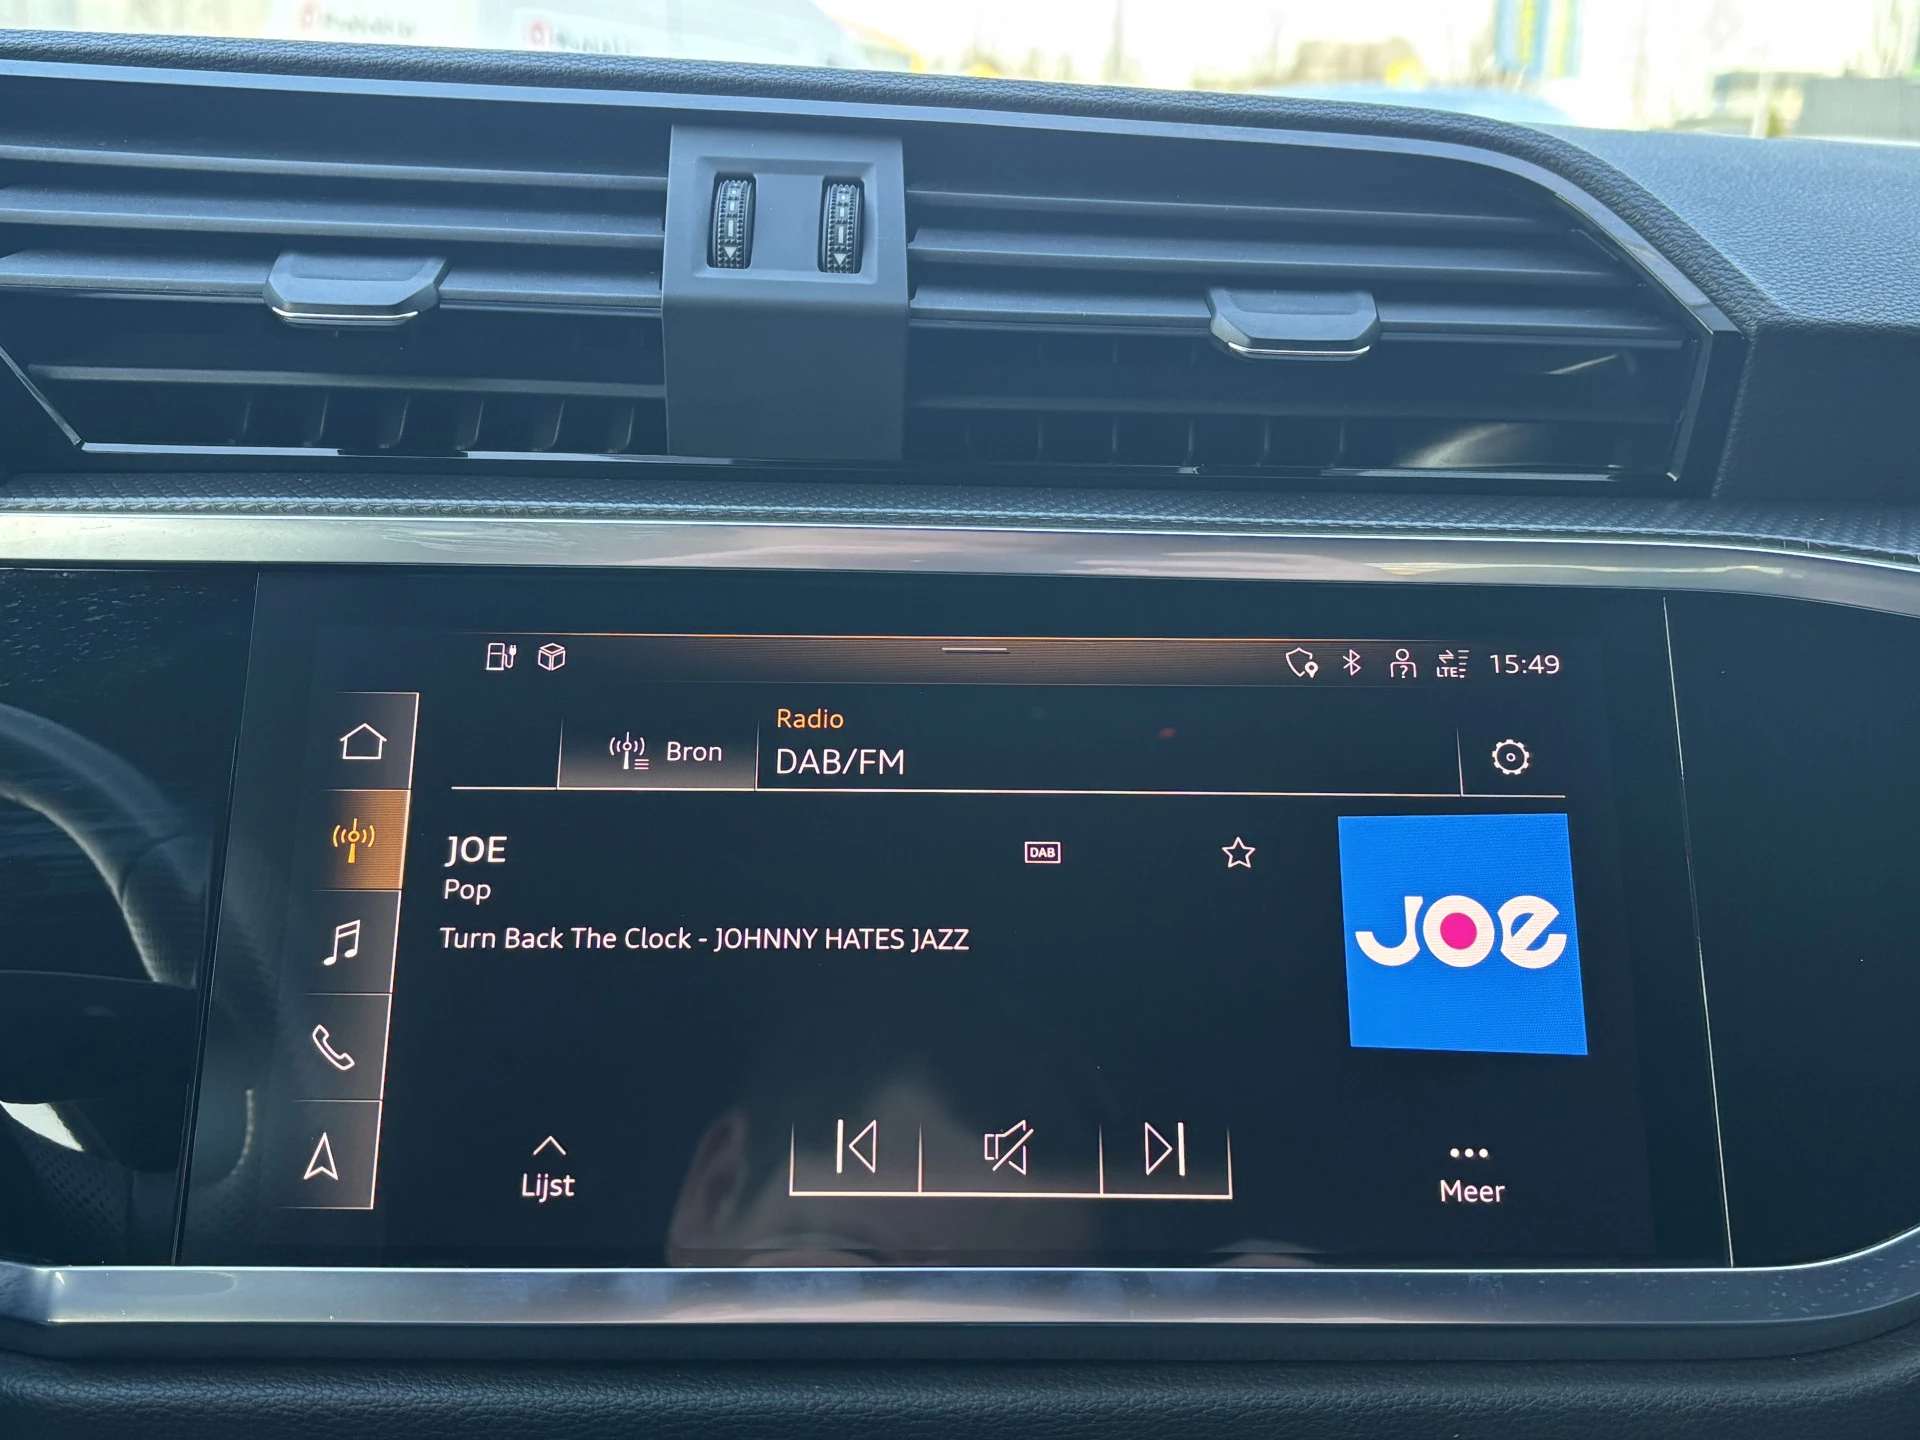 LTE
15:49
Bron
Radio
DAB/FM
JOE
DAB
Pop
Turn Back The Clock - JOHNNY HATES JAZZ
JOE
Lijst
Meer